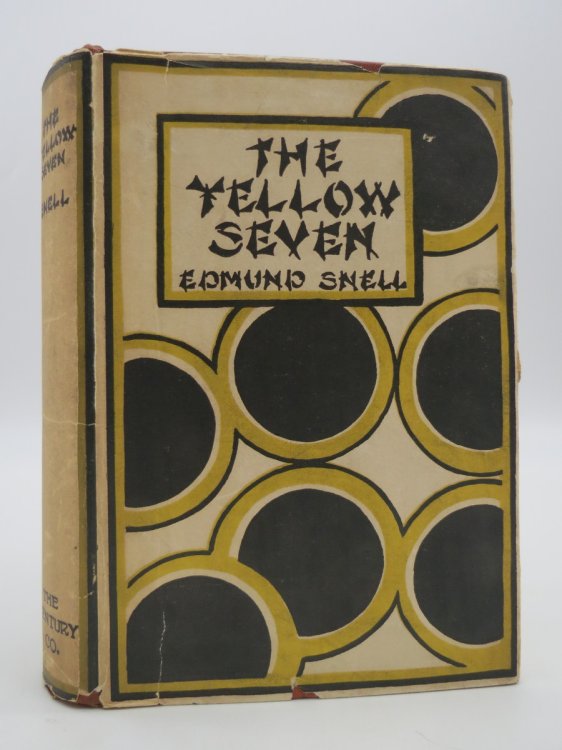 THE
YELLOW
SEVEN
EDMUND SNELL
THE
YELLOW
SEVEN
SNELL
THE
CENTURY
CO.